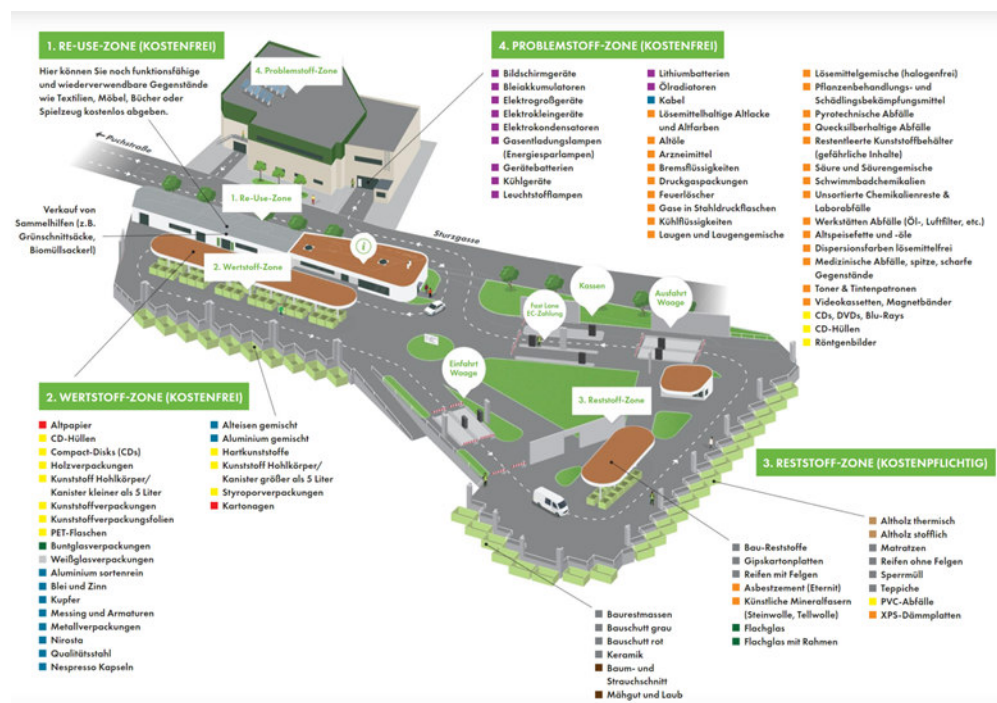 1. RE-USE-ZONE (KOSTENFREI)
Hier können Sie noch funktionsfähige
und wiederverwendbare Gegenstände
wie Textilien, Möbel, Bücher oder
Spielzeug kostenlos abgeben.
4. Problemstoff-Zone
Puchstraße
1. Re-Use-Zone
Verkauf von
Sammelhilfen (z.B.
Grünschnittsäcke,
Biomüllsackerl)
i
Sturzgasse
2. Wertstoff-Zone
Fast Lane
EC-Zahlung
Kassen
Ausfahrt
Waage
Einfahrt
Waage
3. Reststoff-Zone
4. PROBLEMSTOFF-ZONE (KOSTENFREI)
Bildschirmgeräte
Bleiakkumulatoren
Elektrogroßgeräte
Elektrokleingeräte
Elektrokondensatoren
Gasentladungslampen
(Energiesparlampen)
Gerätebatterien
Kühlgeräte
Leuchtstofflampen
Lithiumbatterien
Ölradiatoren
Kabel
Lösemittelhaltige Altlacke
und Altfarben
Altöle
Arzneimittel
Bremsflüssigkeiten
Druckgaspackungen
Feuerlöscher
Gase in Stahldruckflaschen
Kühlflüssigkeiten
Laugen und Laugengemische
Lösemittelgemische (halogenfrei)
Pflanzenbehandlungs- und
Schädlingsbekämpfungsmittel
Pyrotechnische Abfälle
Quecksilberhaltige Abfälle
Restentleerte Kunststoffbehälter
(gefährliche Inhalte)
Säure und Säurengemische
Schwimmbadchemikalien
Unsortierte Chemikalienreste &
Laborabfälle
Werkstätten Abfälle (Öl-, Luftfilter, etc.)
Altspeisefette und -öle
Dispersionsfarben lösemittelfrei
Medizinische Abfälle, spitze, scharfe
Gegenstände
Toner & Tintenpatronen
Videokassetten, Magnetbänder
CDs, DVDs, Blu-Rays
CD-Hüllen
Röntgenbilder
2. WERTSTOFF-ZONE (KOSTENFREI)
Altpapier
CD-Hüllen
Compact-Disks (CDs)
Holzverpackungen
Kunststoff Hohlkörper/
Kanister kleiner als 5 Liter
Kunststoffverpackungen
Kunststoffverpackungsfolien
PET-Flaschen
Buntglasverpackungen
Weißglasverpackungen
Aluminium sortenrein
Blei und Zinn
Kupfer
Messing und Armaturen
Metallverpackungen
Nirosta
Qualitätsstahl
Nespresso Kapseln
Alteisen gemischt
Aluminium gemischt
Hartkunststoffe
Kunststoff Hohlkörper/
Kanister größer als 5 Liter
Styroporverpackungen
Kartonagen
3. RESTSTOFF-ZONE (KOSTENPFLICHTIG)
Baurestmassen
Bauschutt grau
Bauschutt rot
Keramik
Baum- und
Strauchschnitt
Mähgut und Laub
Bau-Reststoffe
Gipskartonplatten
Reifen mit Felgen
Asbestzement (Eternit)
Künstliche Mineralfasern
(Steinwolle, Tellwolle)
Flachglas
Flachglas mit Rahmen
Altholz thermisch
Altholz stofflich
Matratzen
Reifen ohne Felgen
Sperrmüll
Teppiche
PVC-Abfälle
XPS-Dämmplatten